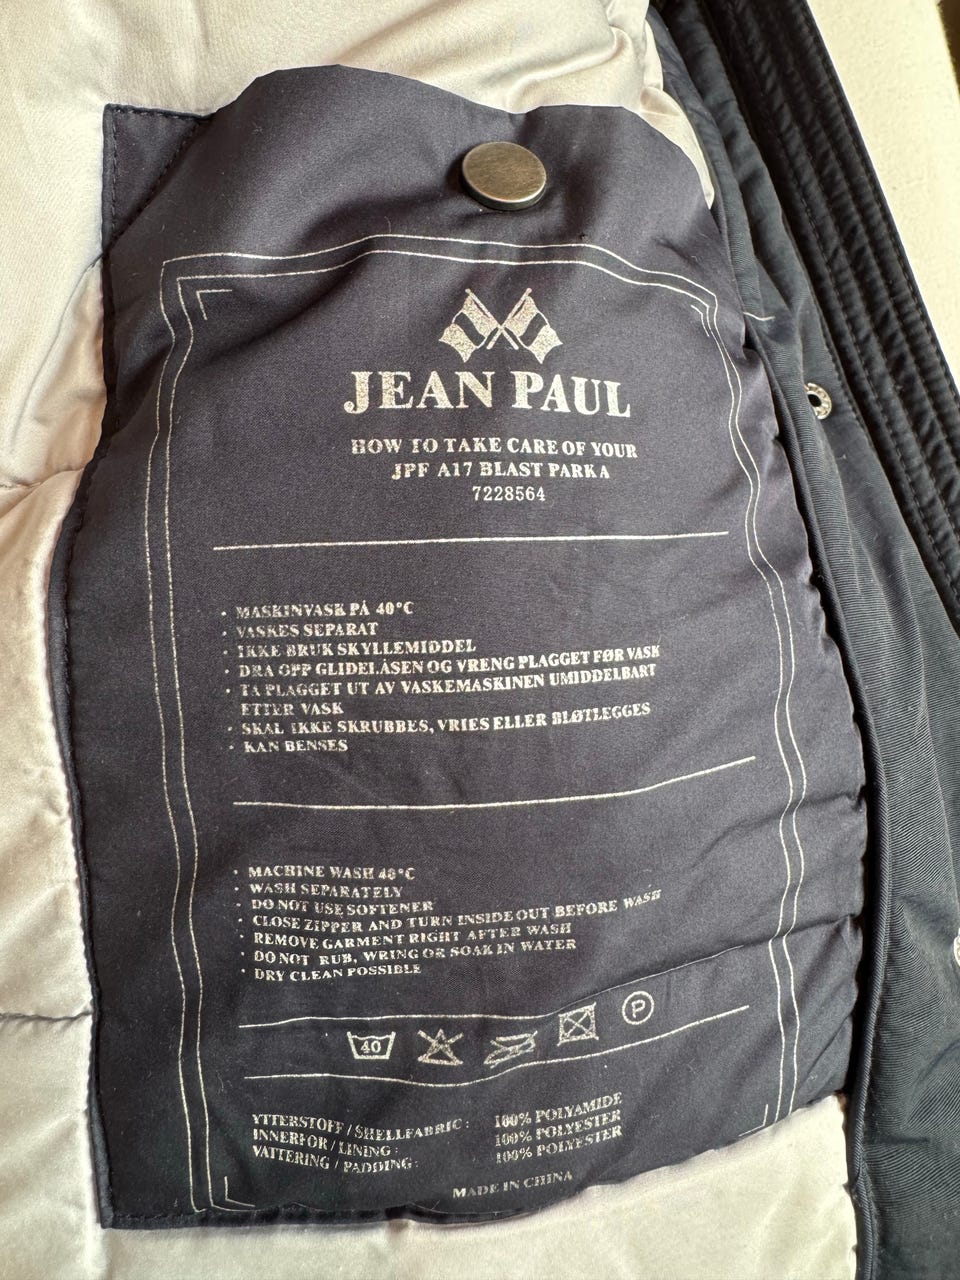 JEAN PAUL
HOW TO TAKE CARE OF YOUR
JPF A17 BLAST PARKA
7228564
• MASKINVASK PÅ 40°C
• VASKES SEPARAT
• IKKE BRUK SKYLLEMIDDEL
• DRA OPP GLIDELÅSEN OG VRENG PLAGGET FØR VASK
• TA PLAGGET UT AV VASKEMASKINEN UMIDDELBART
ETTER VASK
• SKAL IKKE SKRUBBES, VRIES ELLER BLØTLEGGES
• KAN BENSES
• MACHINE WASH 40°C
• WASH SEPARATELY
• DO NOT USE SOFTENER
• CLOSE ZIPPER AND TURN INSIDE OUT BEFORE WASH
• REMOVE GARMENT RIGHT AFTER WASH
• DO NOT RUB, WRING OR SOAK IN WATER
• DRY CLEAN POSSIBLE
40 P
YTTERSTOFF / SHELLFABRIC : 100% POLYAMIDE
INNERFOR / LINING : 100% POLYESTER
VATTERING / PADDING : 100% POLYESTER
MADE IN CHINA